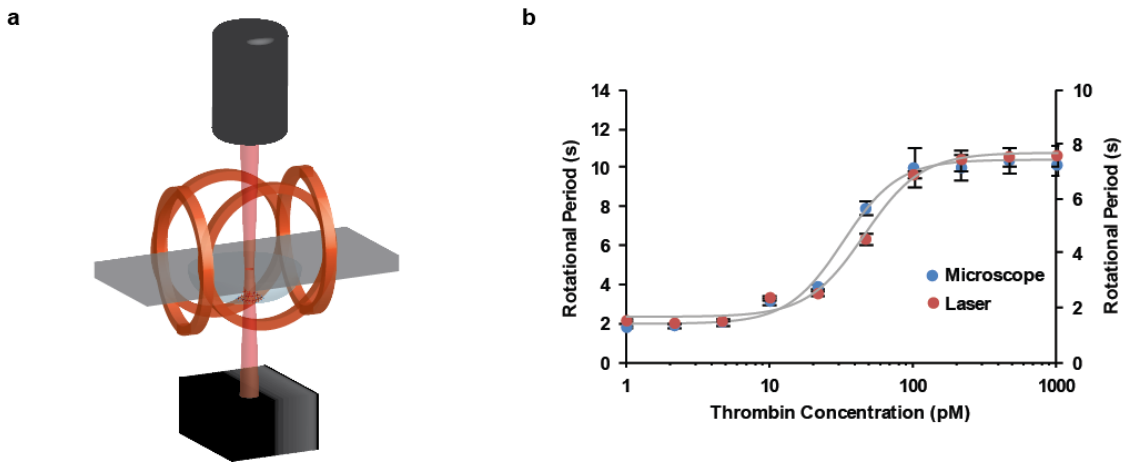 a
b
Rotational Period (s)
14
12
10
8
6
4
2
0
10
8
6
4
2
0
Rotational Period (s)
Microscope
Laser
1
10
100
1000
Thrombin Concentration (pM)